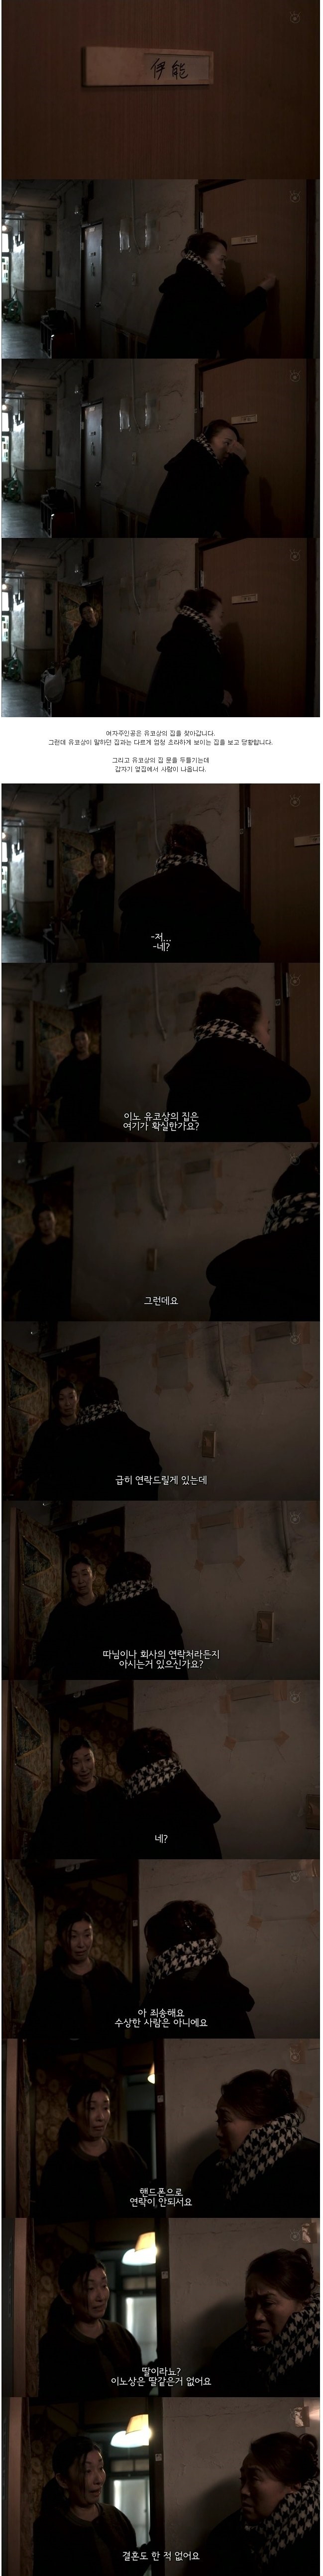 伊能
여자주인공은 유코상의 집을 찾아갑니다.
그런데 유코상이 말하던 집과는 다르게 엄청 초라하게 보이는 집을 보고 당황합니다.
그리고 유코상의 집 문을 두들기는데
갑자기 옆집에서 사람이 나옵니다.
-저...
-네?
이노 유코상의 집은
여기가 확실한가요?
그런데요
급히 연락드릴게 있는데
따님이나 회사의 연락처라든지
아시는거 있으신가요?
네?
아 죄송해요
수상한 사람은 아니에요
핸드폰으로
연락이 안되서요
딸이라뇨?
이노상은 딸같은거 없어요
결혼도 한 적 없어요